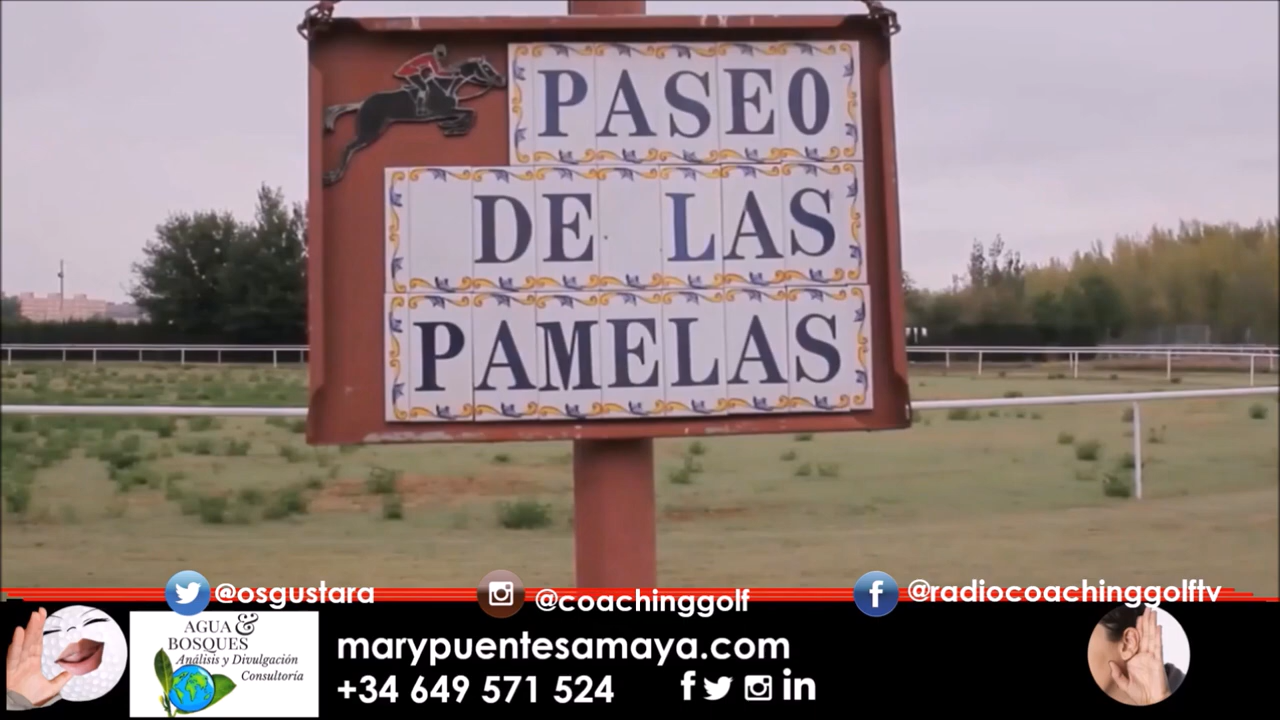 PASEO
DE LAS
PAMELAS
@osgustara
@coachinggolf
@radiocoachinggolftv
AGUA &
BOSQUES
Análisis y Divulgación
Consultoría
marypuentesamaya.com
+34 649 571 524